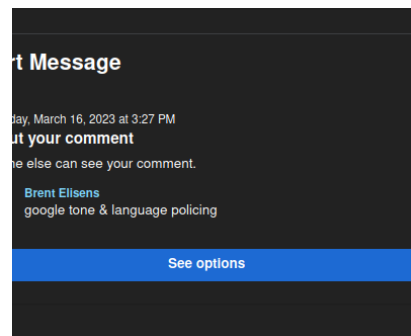 rt Message
day, March 16, 2023 at 3:27 PM
ut your comment
ne else can see your comment.
Brent Elisens
google tone & language policing
See options